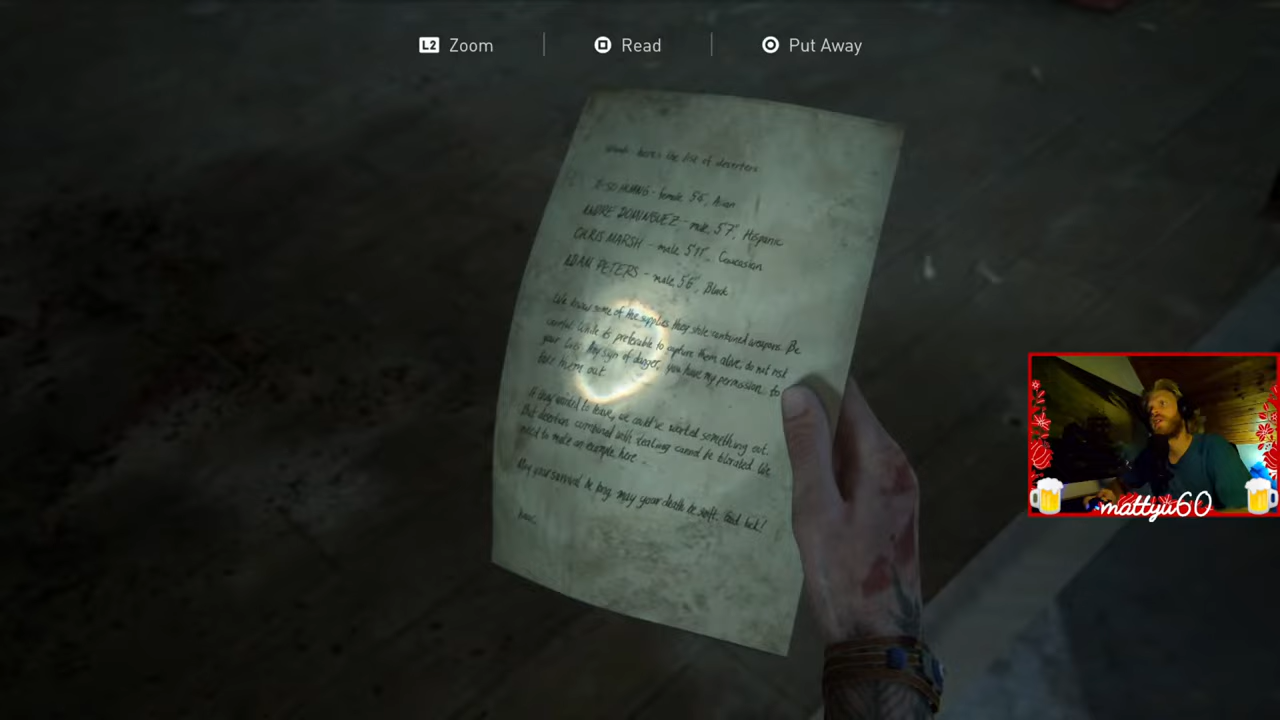 L2 Zoom
Read
Put Away
here's the list of deserters
HUANG - female, 5'6", Asian
ANDRE DOMINGUEZ - male, 5'7", Hispanic
CHRIS MARSH - male, 5'11", Caucasian
ADAM PETERS - male, 5'6", Black
We know some of the supplies they stole contained weapons. Be
careful. While it's preferable to capture them alive, do not risk
your lives. Any sign of danger, you have my permission to
take them out.
If they wanted to leave, we could've worked something out.
But desertion combined with stealing cannot be tolerated. We
need to make an example here.
May your survival be long, may your death be swift. Good luck!
Isaac
mattyu60